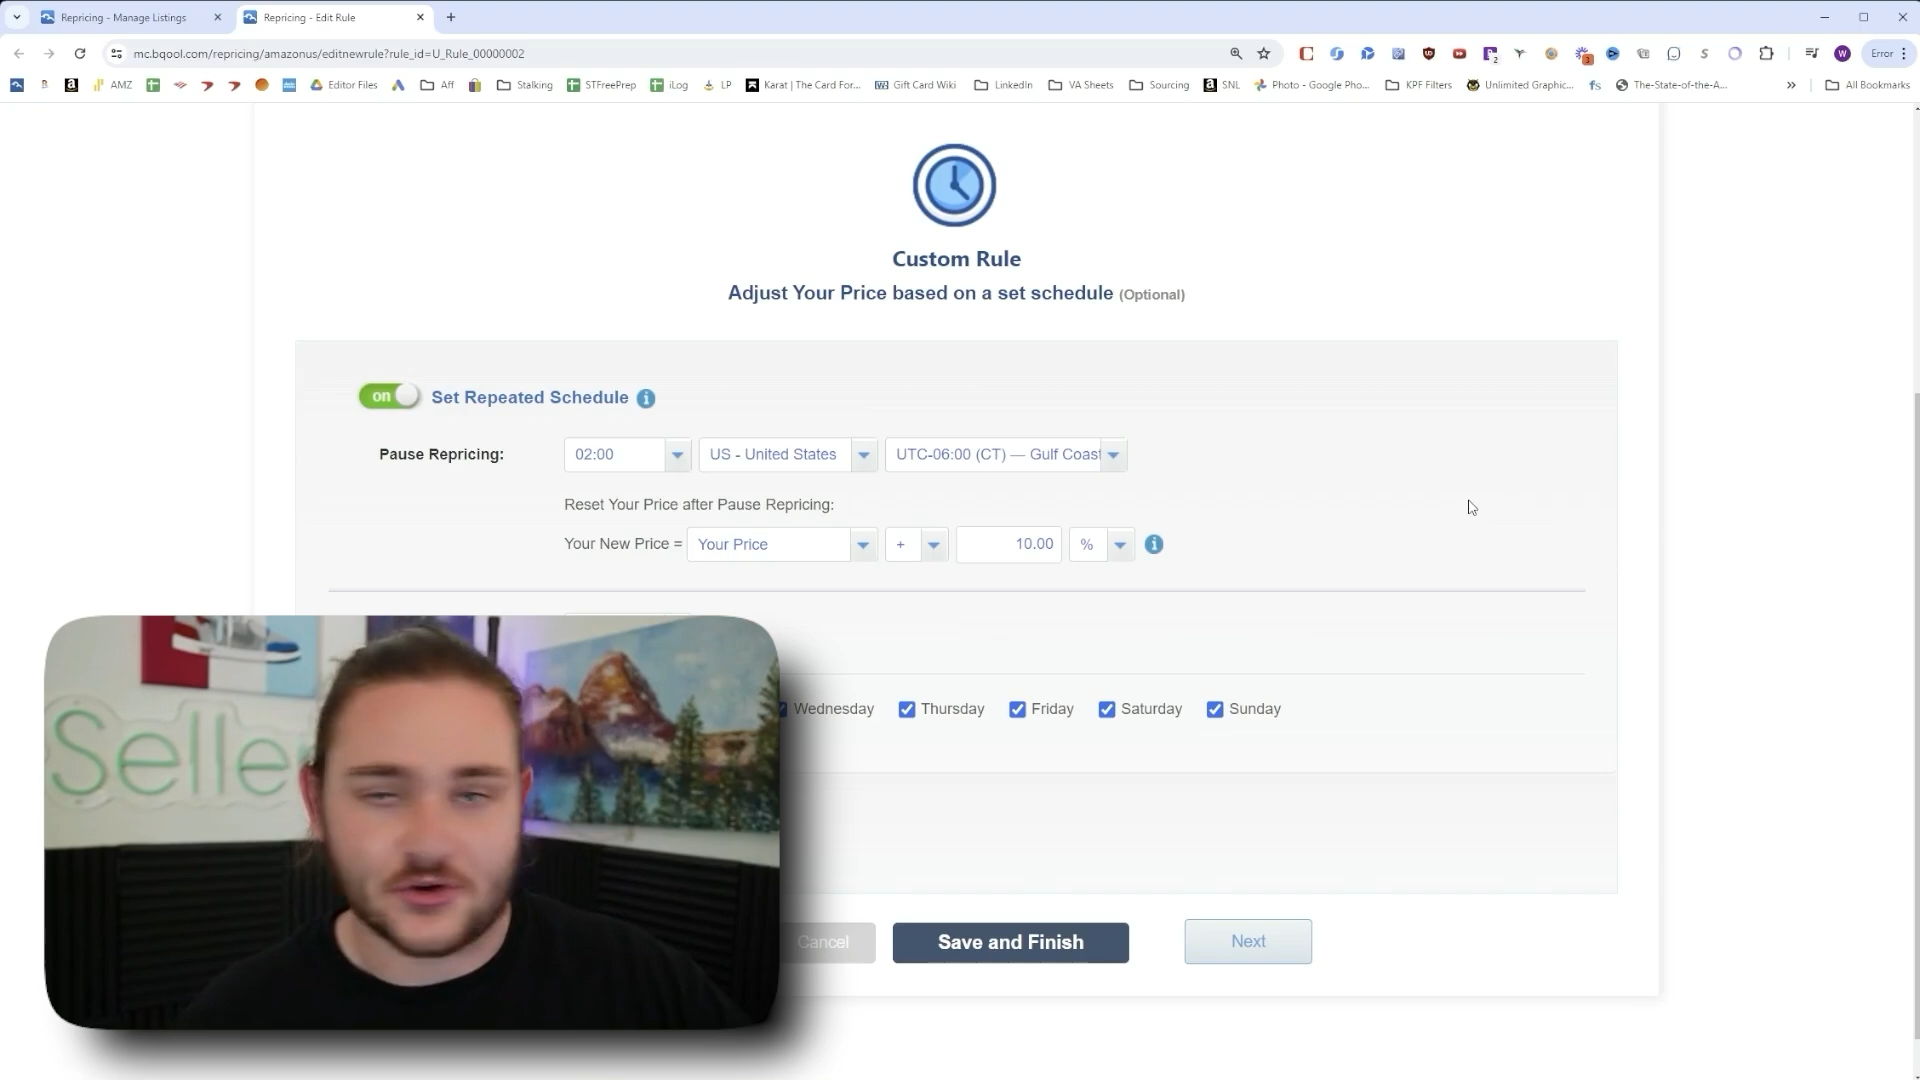 Repricing - Manage Listings
Repricing - Edit Rule
mc.bqool.com/repricing/amazonus/editnewrule?rule_id=U_Rule_00000002
2
3
W
Error
B
AMZ
Editor Files
Aff
Stalking
STFreePrep
iLog
LP
Karat | The Card For...
Gift Card Wiki
LinkedIn
VA Sheets
Sourcing
SNL
Photo - Google Pho...
KPF Filters
Unlimited Graphic...
fs
The-State-of-the-A...
All Bookmarks
Custom Rule
Adjust Your Price based on a set schedule (Optional)
on Set Repeated Schedule
Pause Repricing: 02:00 US - United States UTC-06:00 (CT) — Gulf Coast
Reset Your Price after Pause Repricing:
Your New Price = Your Price + 10.00 %
Wednesday Thursday Friday Saturday Sunday
Cancel Save and Finish Next
Seller